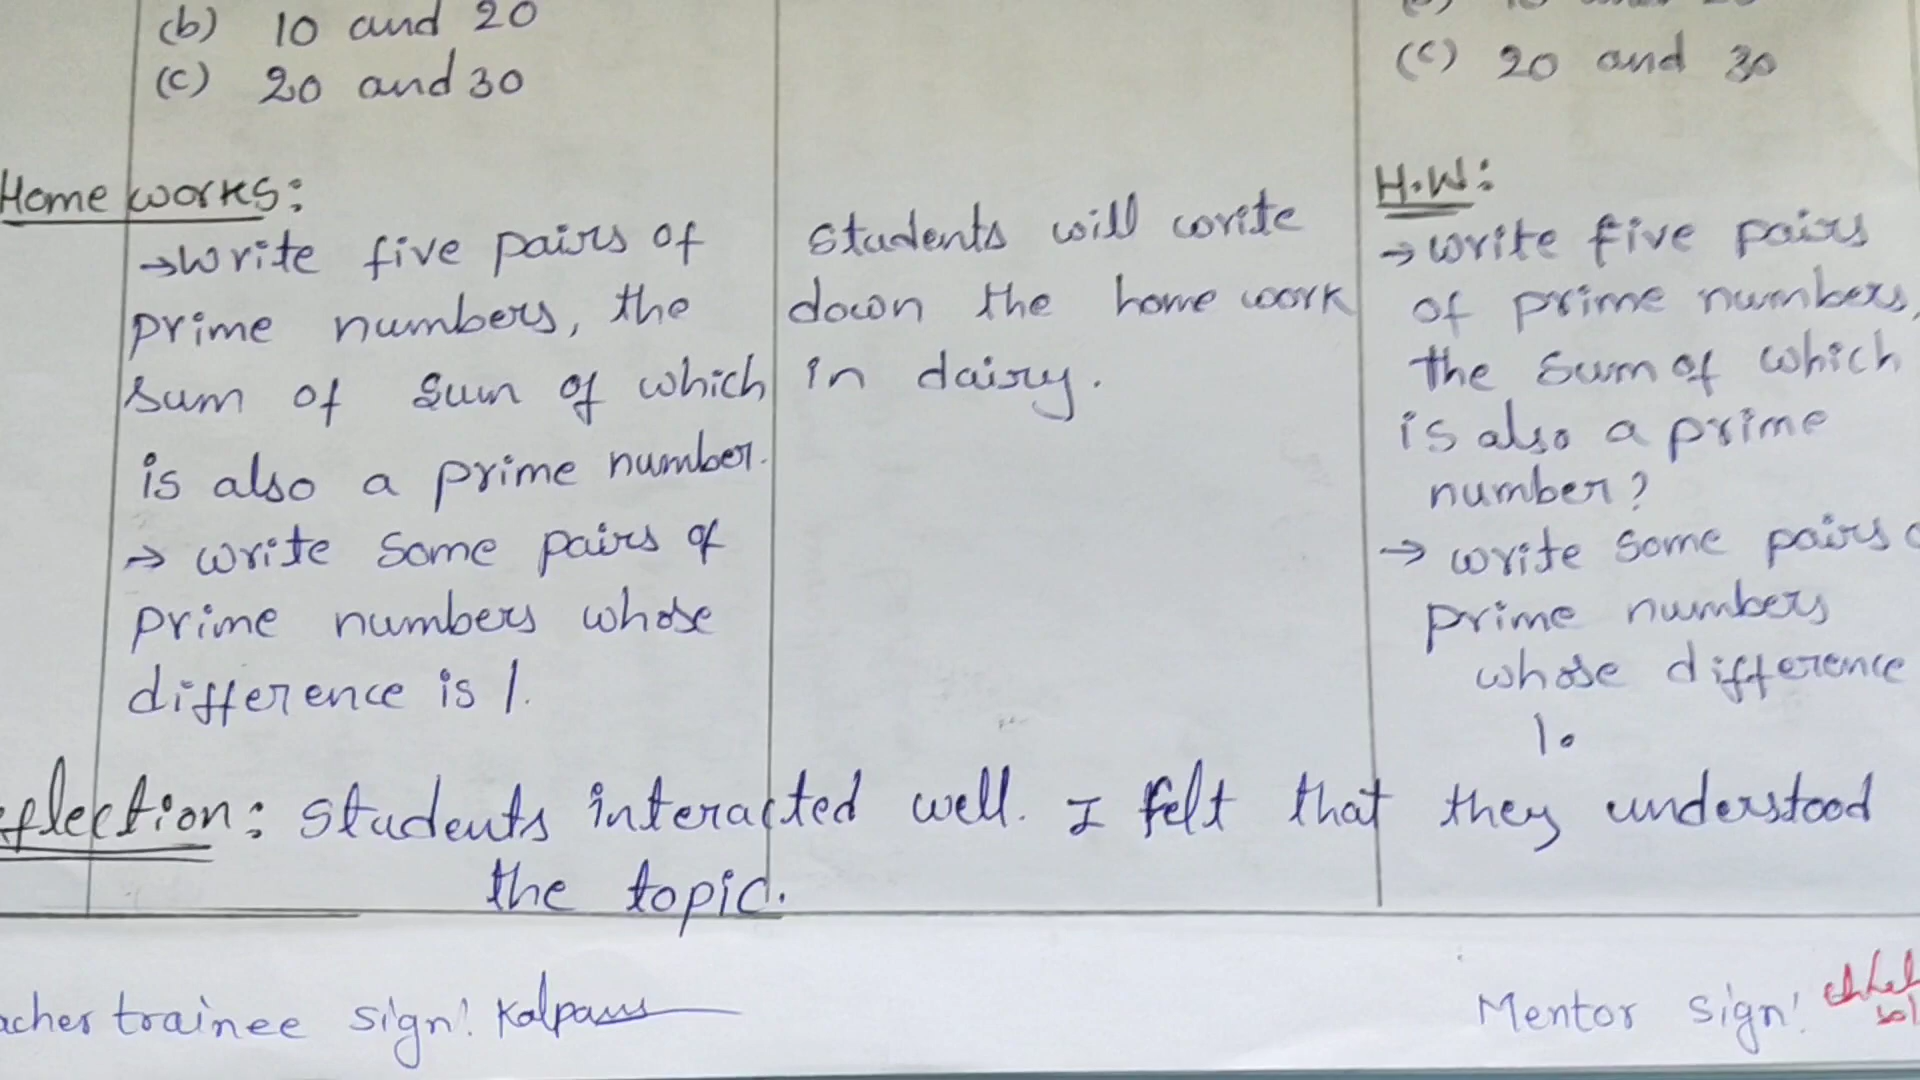 (b) 10 and 20
(c) 20 and 30
Home works:
→Write five pairs of
prime numbers, the
sum of sum of which
is also a prime number.
→ write some pairs of
prime numbers whose
difference is 1.
students will write
down the home work
in dairy.
(c) 20 and 30
H.W:
→ write five pairs
of prime numbers,
the sum of which
is also a prime
number?
→ write some pairs
prime numbers
whose difference
1.
eflection: students interacted well. I felt that they understood
the topic.
acher trainee sign: Kalpana
Mentor sign: